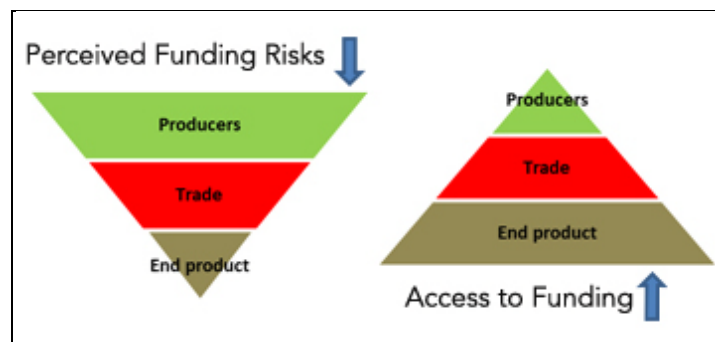 Perceived Funding Risks
Producers
Trade
End product
Producers
Trade
End product
Access to Funding